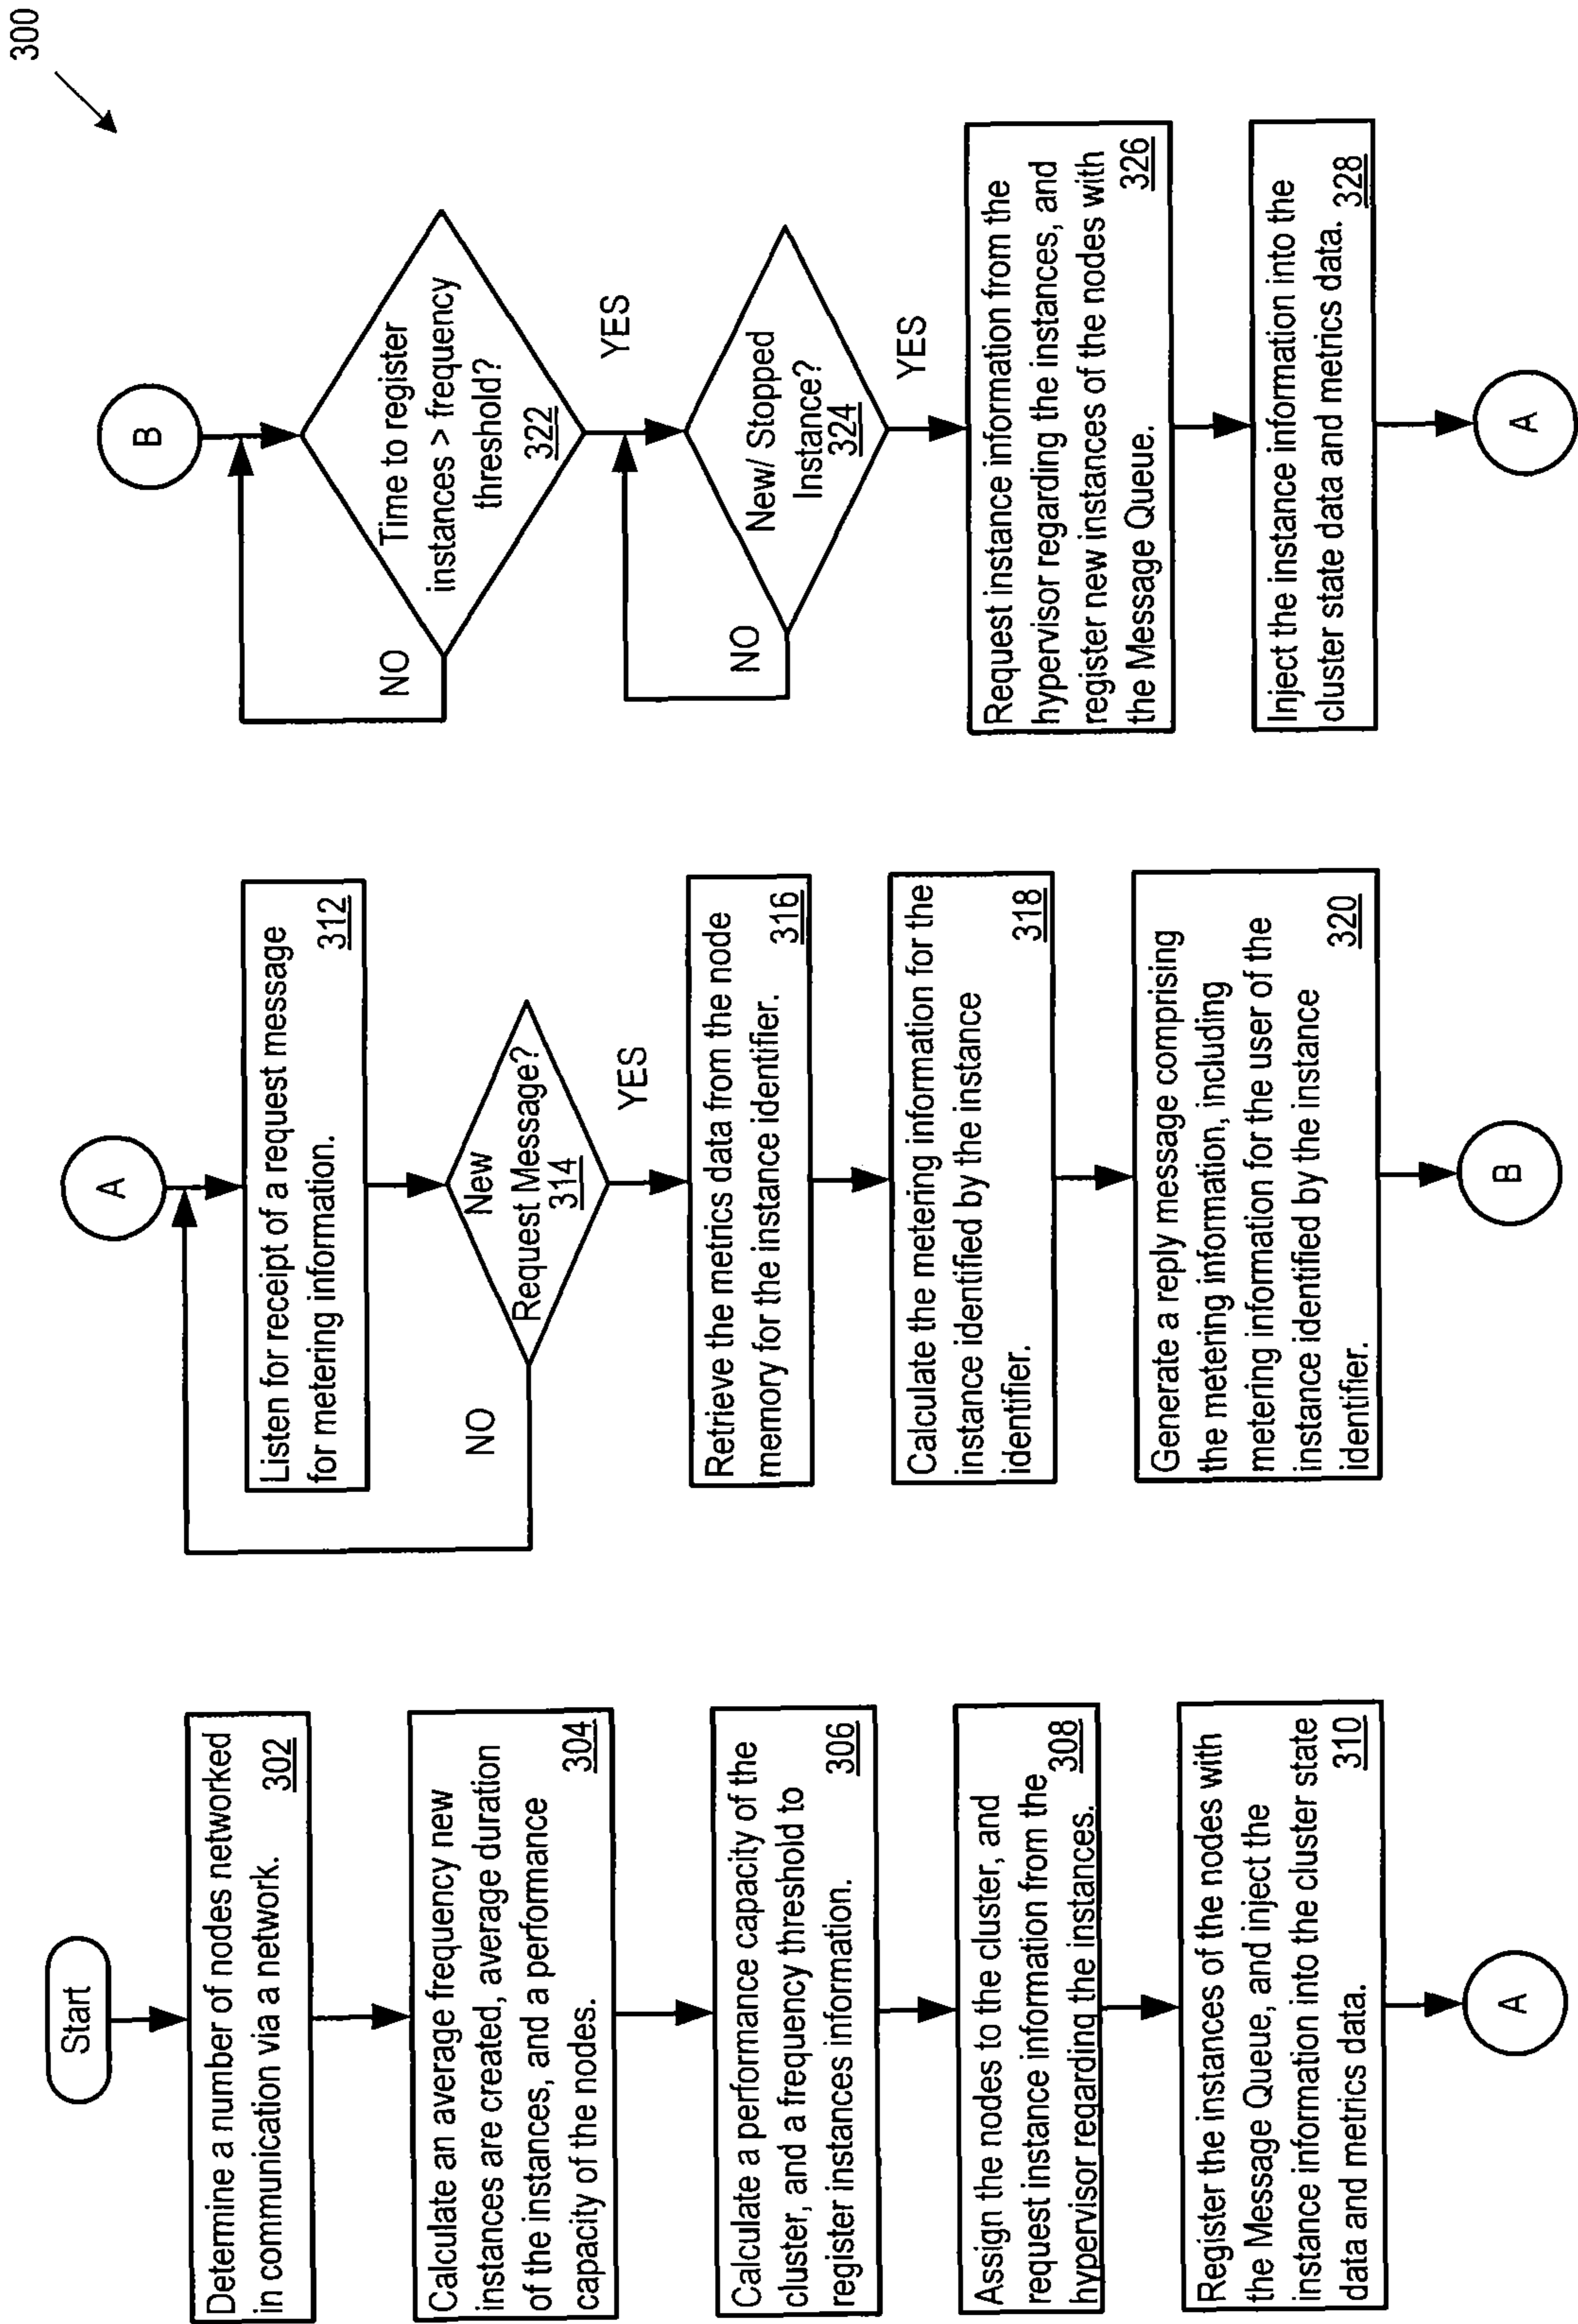 300
Start
Determine a number of nodes networked
in communication via a network. 302
Calculate an average frequency new
instances are created, average duration
of the instances, and a performance
capacity of the nodes. 304
Calculate a performance capacity of the
cluster, and a frequency threshold to
register instances information. 306
Assign the nodes to the cluster, and
request instance information from the
hypervisor regarding the instances. 308
Register the instances of the nodes with
the Message Queue, and inject the
instance information into the cluster state
data and metrics data. 310
A
A
Listen for receipt of a request message
for metering information. 312
New
Request Message?
314
NO
YES
Retrieve the metrics data from the node
memory for the instance identifier. 316
Calculate the metering information for the
instance identified by the instance
identifier. 318
Generate a reply message comprising
the metering information, including
metering information for the user of the
instance identified by the instance
identifier. 320
B
B
Time to register
instances > frequency
threshold?
322
NO
YES
New/ Stopped
Instance?
324
NO
YES
Request instance information from the
hypervisor regarding the instances, and
register new instances of the nodes with
the Message Queue. 326
Inject the instance information into the
cluster state data and metrics data. 328
A